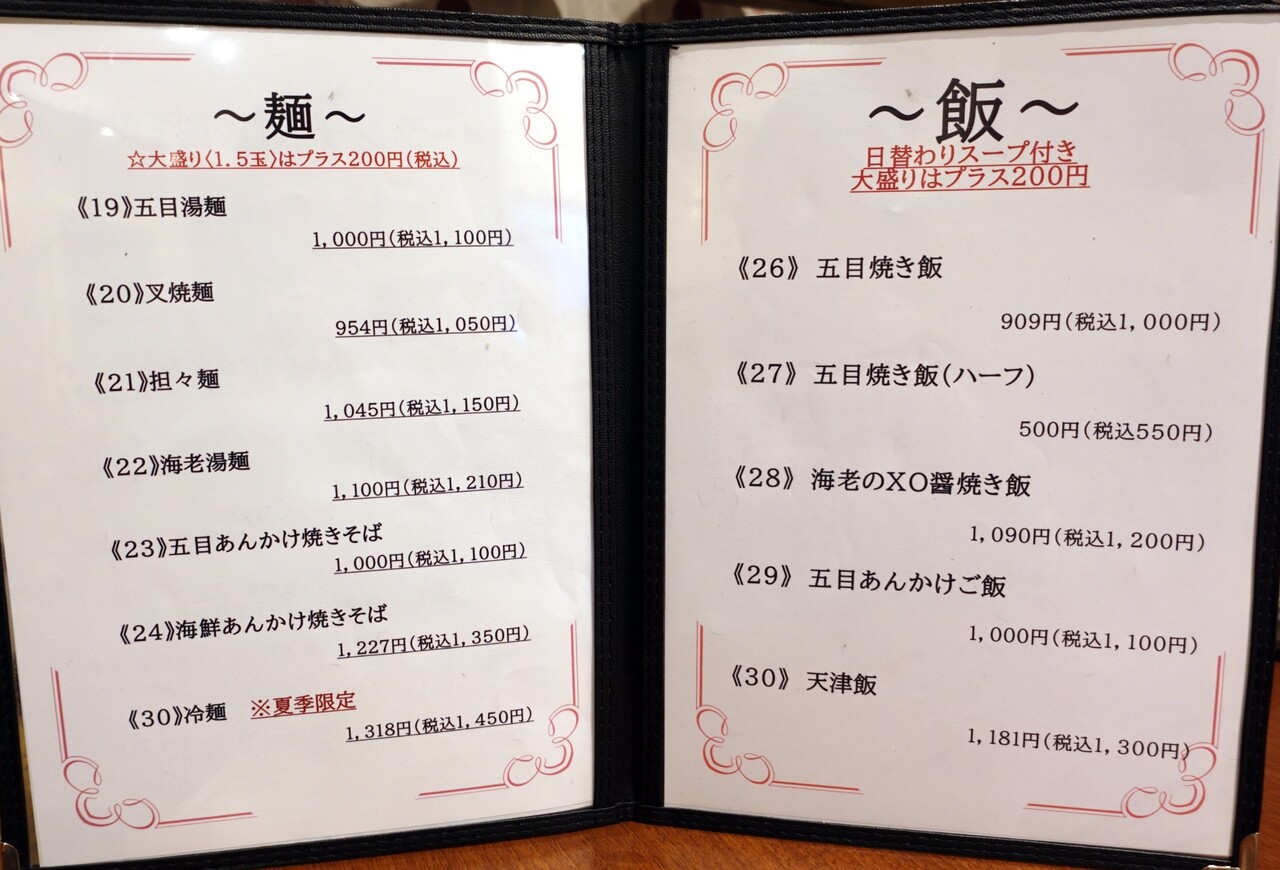 ～麺～
☆大盛り〈1.5玉〉はプラス200円(税込)
《19》五目湯麺
1,000円(税込1,100円)
《20》叉焼麺
954円(税込1,050円)
《21》担々麺
1,045円(税込1,150円)
《22》海老湯麺
1,100円(税込1,210円)
《23》五目あんかけ焼きそば
1,000円(税込1,100円)
《24》海鮮あんかけ焼きそば
1,227円(税込1,350円)
《30》冷麺 ※夏季限定
1,318円(税込1,450円)
～飯～
日替わりスープ付き
大盛りはプラス200円
《26》 五目焼き飯
909円(税込1,000円)
《27》 五目焼き飯(ハーフ)
500円(税込550円)
《28》 海老のXO醤焼き飯
1,090円(税込1,200円)
《29》 五目あんかけご飯
1,000円(税込1,100円)
《30》 天津飯
1,181円(税込1,300円)